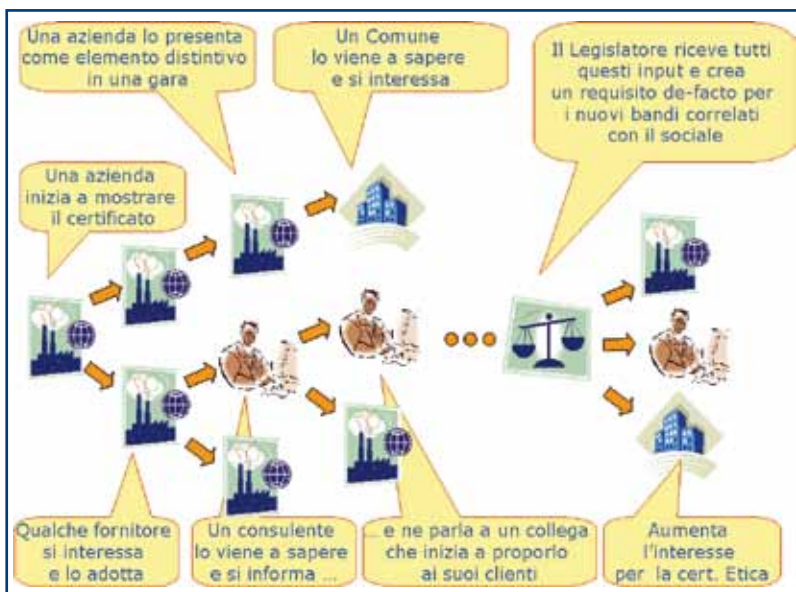 Una azienda lo presenta
come elemento distintivo
in una gara
Un Comune
lo viene a sapere
e si interessa
Il Legislatore riceve tutti
questi input e crea
un requisito de-facto per
i nuovi bandi correlati
con il sociale
Una azienda
inizia a mostrare
il certificato
Qualche fornitore
si interessa
e lo adotta
Un consulente
lo viene a sapere
e si informa ...
... e ne parla a un collega
che inizia a proporlo
ai suoi clienti
Aumenta
l'interesse
per la cert. Etica